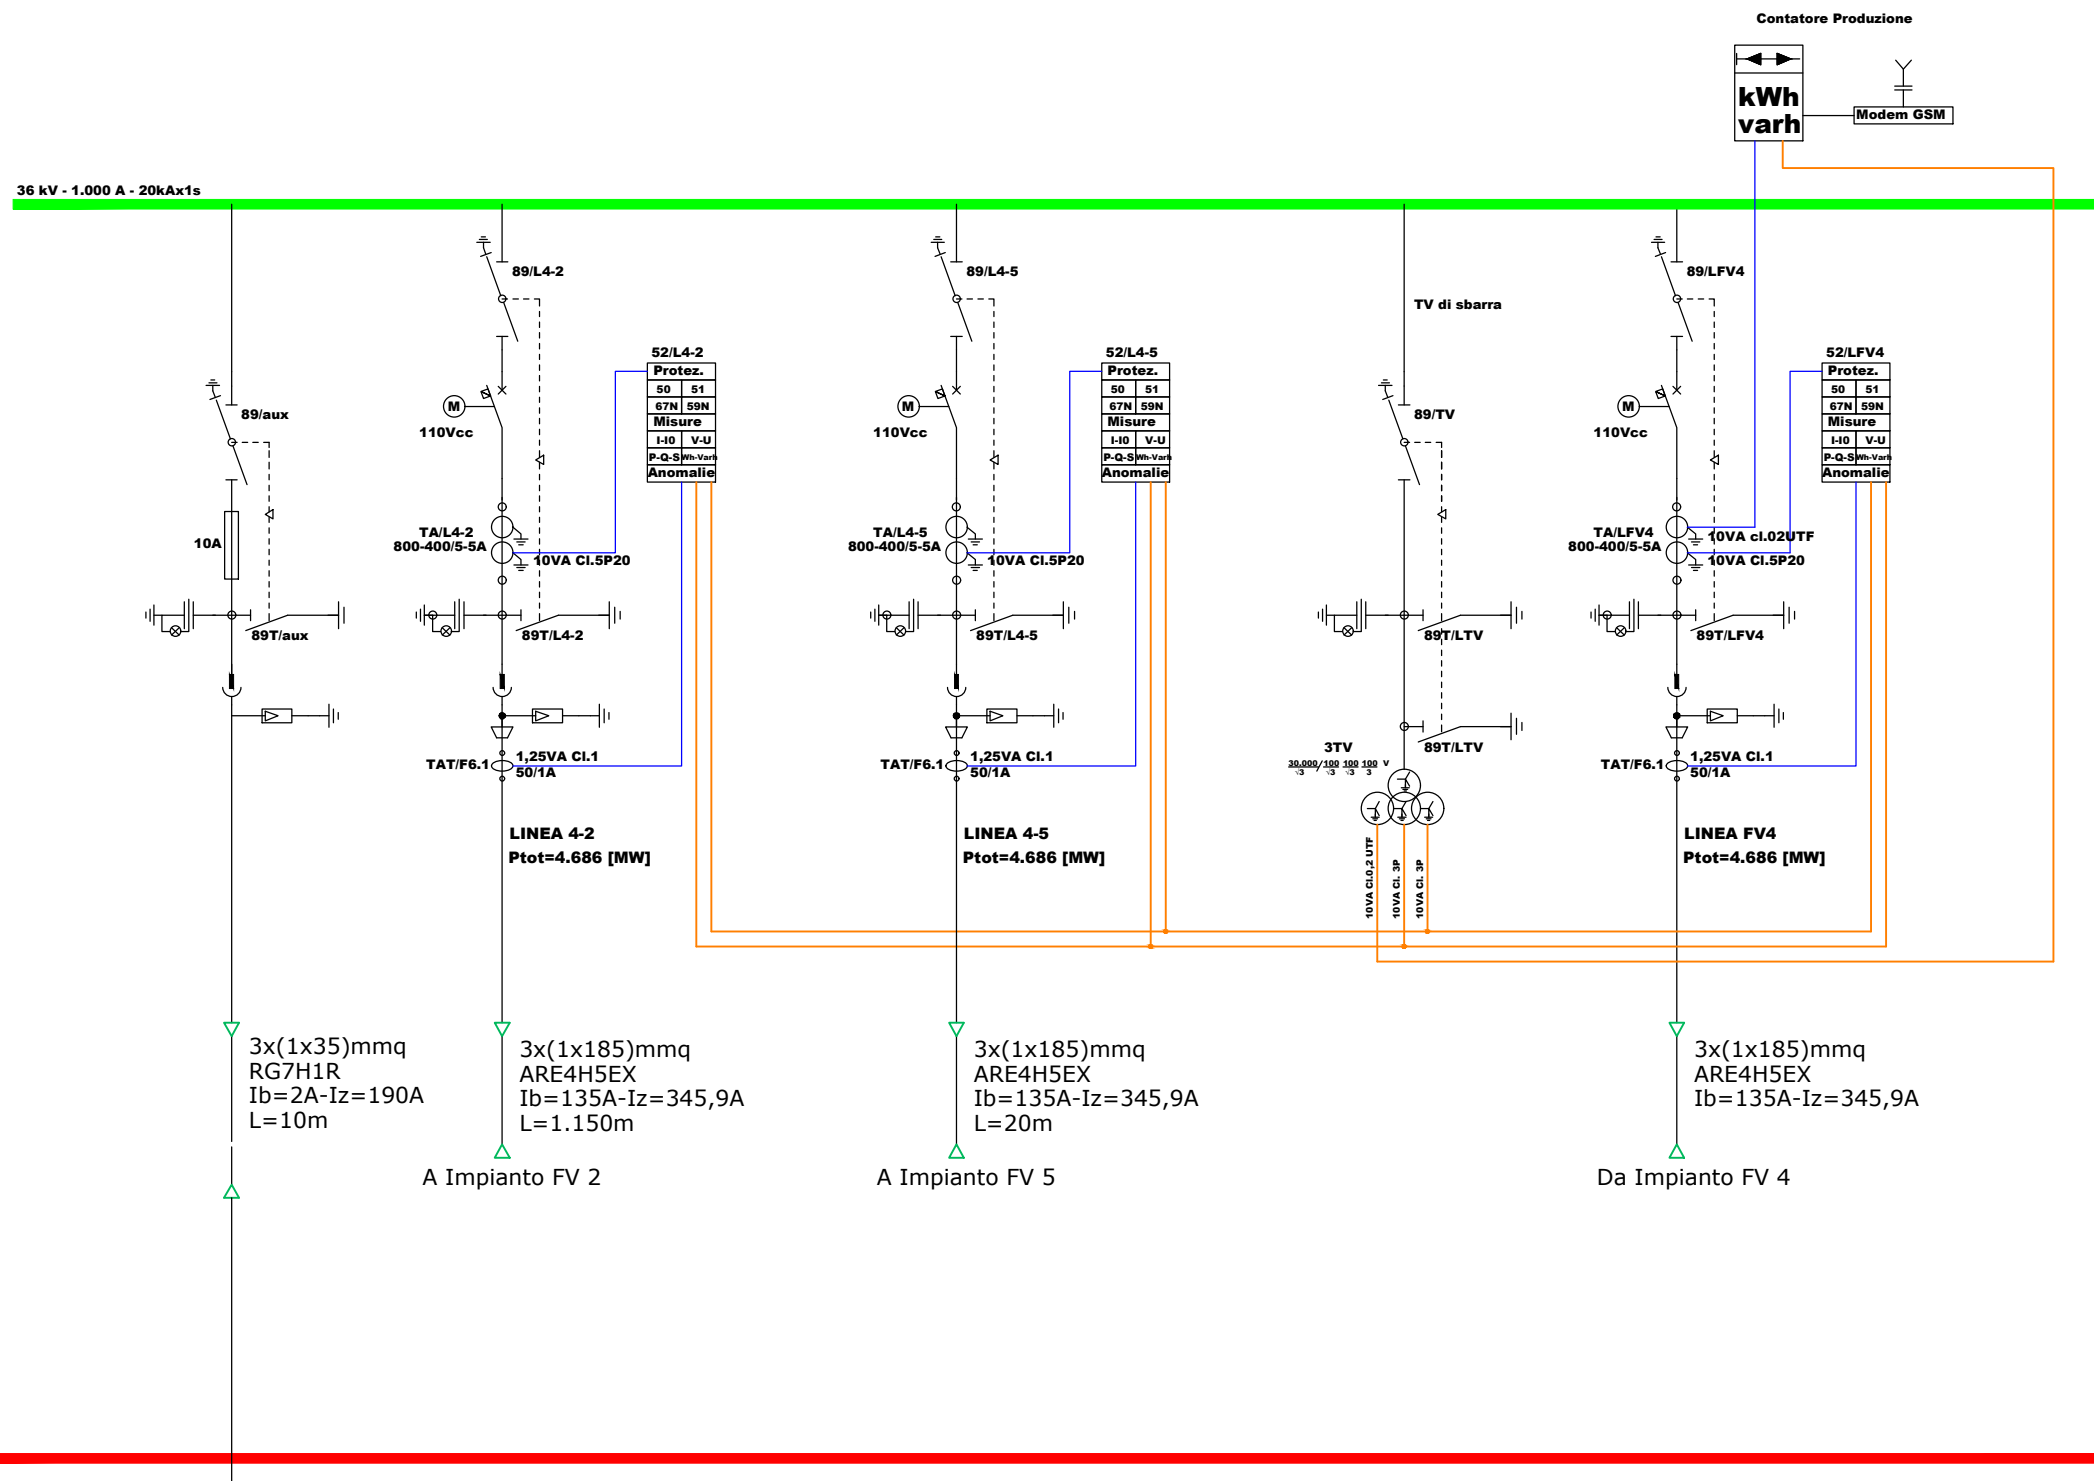 Contatore Produzione
kWh
varh
Modem GSM
36 kV - 1.000 A - 20kAx1s
89/aux
10A
89T/aux
3x(1x35)mmq
RG7H1R
Ib=2A-Iz=190A
L=10m
89/L4-2
M
110Vcc
52/L4-2
Protez.
50 51
67N 59N
Misure
I-I0 V-U
P-Q-S Wh-Varh
Anomalie
TA/L4-2
800-400/5-5A
10VA Cl.5P20
89T/L4-2
TAT/F6.1
1,25VA Cl.1
50/1A
LINEA 4-2
Ptot=4.686 [MW]
3x(1x185)mmq
ARE4H5EX
Ib=135A-Iz=345,9A
L=1.150m
A Impianto FV 2
89/L4-5
M
110Vcc
52/L4-5
Protez.
50 51
67N 59N
Misure
I-I0 V-U
P-Q-S Wh-Varh
Anomalie
TA/L4-5
800-400/5-5A
10VA Cl.5P20
89T/L4-5
TAT/F6.1
1,25VA Cl.1
50/1A
LINEA 4-5
Ptot=4.686 [MW]
3x(1x185)mmq
ARE4H5EX
Ib=135A-Iz=345,9A
L=20m
A Impianto FV 5
TV di sbarra
89/TV
89T/LTV
89T/LTV
3TV
30.000/√3 / 100/√3 100/√3 100/3 V
10VA Cl.0,2 UTF
10VA Cl. 3P
10VA Cl. 3P
89/LFV4
M
110Vcc
52/LFV4
Protez.
50 51
67N 59N
Misure
I-I0 V-U
P-Q-S Wh-Varh
Anomalie
TA/LFV4
800-400/5-5A
10VA cl.02UTF
10VA Cl.5P20
89T/LFV4
TAT/F6.1
1,25VA Cl.1
50/1A
LINEA FV4
Ptot=4.686 [MW]
3x(1x185)mmq
ARE4H5EX
Ib=135A-Iz=345,9A
Da Impianto FV 4